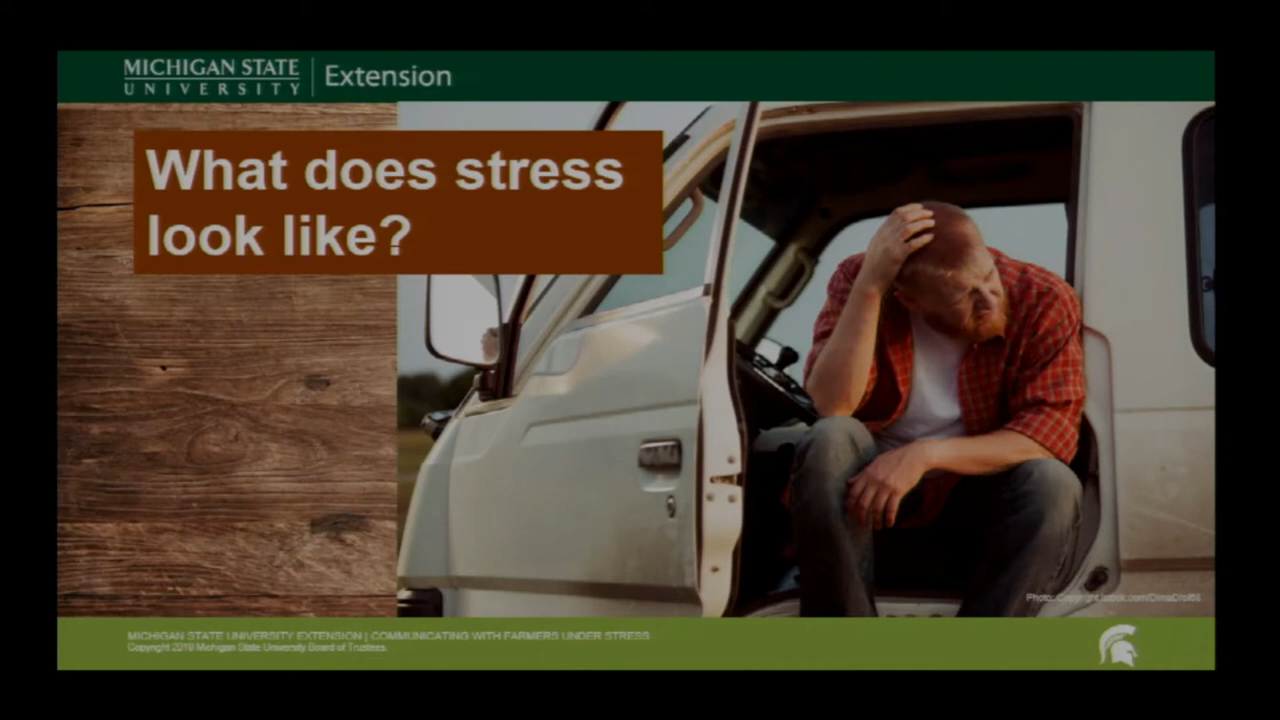 MICHIGAN STATE
UNIVERSITY
Extension
What does stress
look like?
MICHIGAN STATE UNIVERSITY EXTENSION | COMMUNICATING WITH FARMERS UNDER STRESS
Copyright 2019 Michigan State University Board of Trustees.